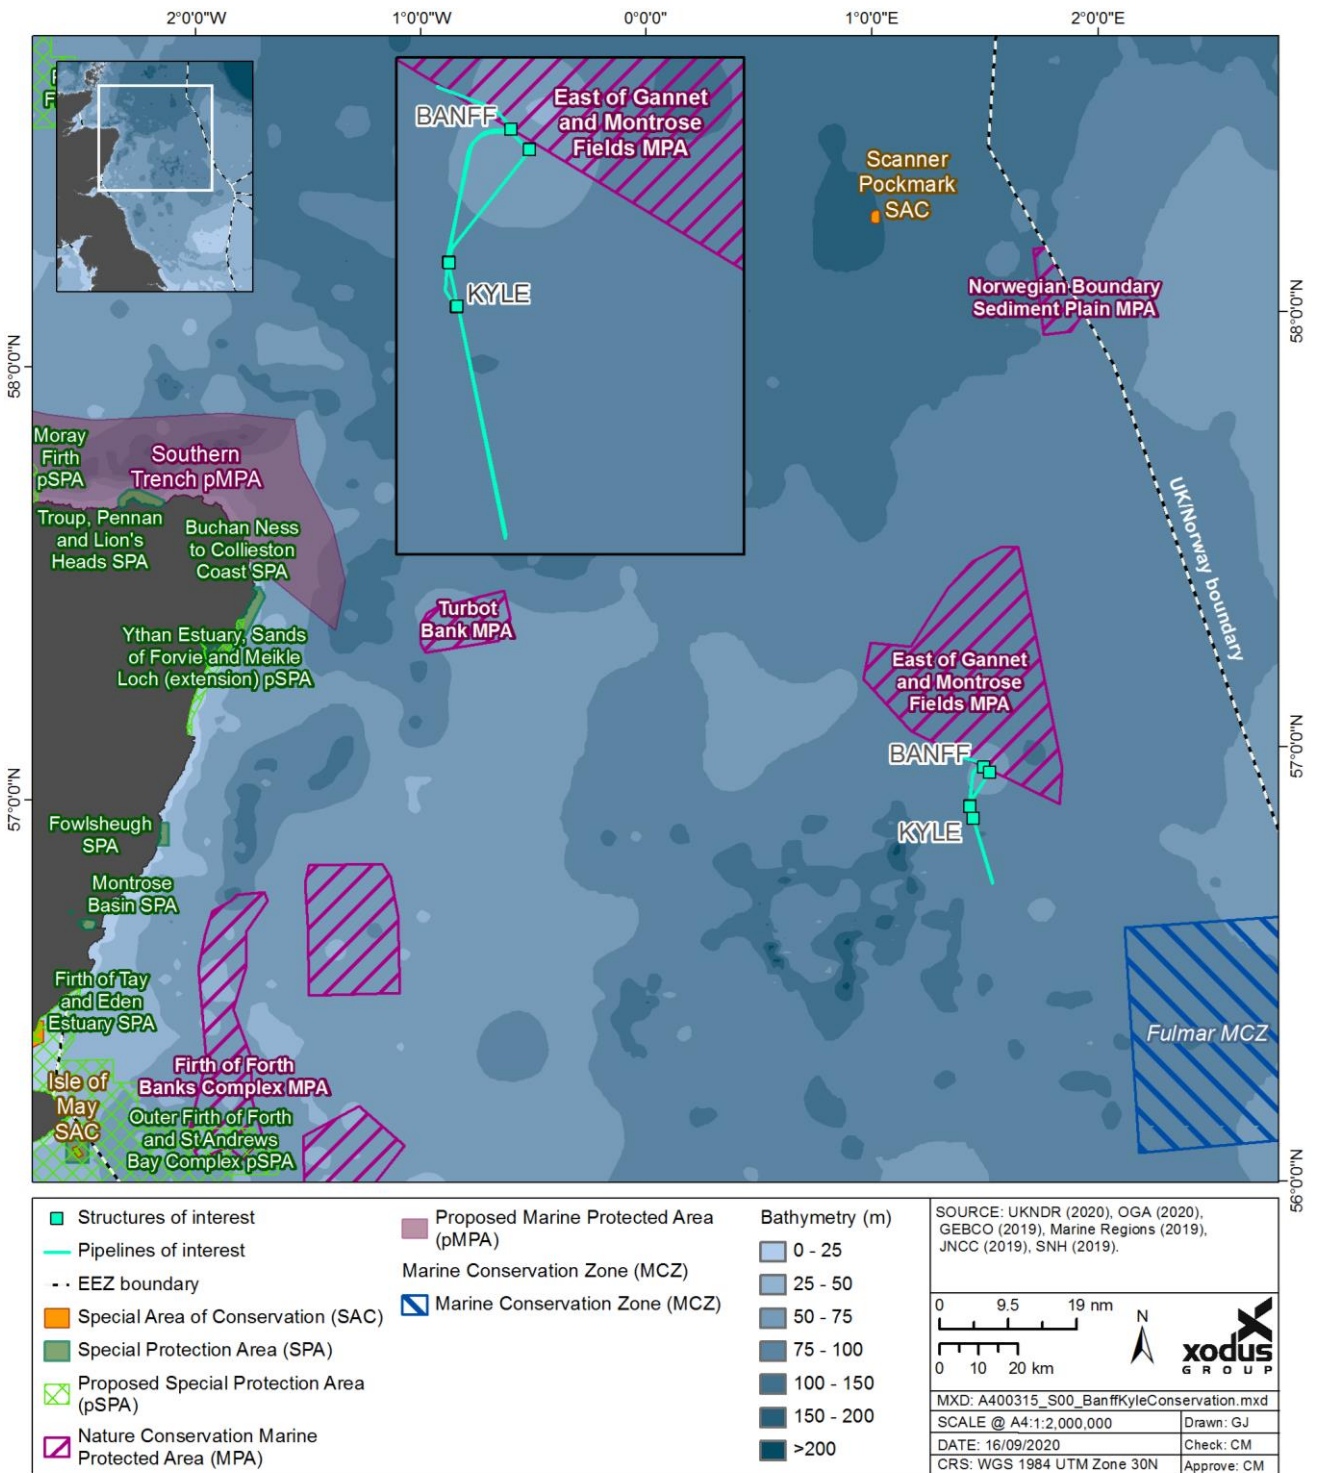 2°0'0"W
1°0'0"W
0°0'0"
1°0'0"E
2°0'0"E
58°0'0"N
57°0'0"N
58°0'0"N
57°0'0"N
56°0'0"N
BANFF
KYLE
East of Gannet
and Montrose
Fields MPA
Scanner
Pockmark
SAC
Norwegian Boundary
Sediment Plain MPA
UK/Norway boundary
Moray
Firth
pSPA
Southern
Trench pMPA
Troup, Pennan
and Lion's
Heads SPA
Buchan Ness
to Collieston
Coast SPA
Turbot
Bank MPA
Ythan Estuary, Sands
of Forvie and Meikle
Loch (extension) pSPA
East of Gannet
and Montrose
Fields MPA
BANFF
KYLE
Fowlsheugh
SPA
Montrose
Basin SPA
Firth of Tay
and Eden
Estuary SPA
Firth of Forth
Banks Complex MPA
Isle of
May
SAC
Outer Firth of Forth
and St Andrews
Bay Complex pSPA
Fulmar MCZ
Structures of interest
Pipelines of interest
EEZ boundary
Special Area of Conservation (SAC)
Special Protection Area (SPA)
Proposed Special Protection Area
(pSPA)
Nature Conservation Marine
Protected Area (MPA)
Proposed Marine Protected Area
(pMPA)
Marine Conservation Zone (MCZ)
Marine Conservation Zone (MCZ)
Bathymetry (m)
0 - 25
25 - 50
50 - 75
75 - 100
100 - 150
150 - 200
>200
SOURCE: UKNDR (2020), OGA (2020),
GEBCO (2019), Marine Regions (2019),
JNCC (2019), SNH (2019).
0 9.5 19 nm
0 10 20 km
N
xodus
GROUP
MXD: A400315_S00_BanffKyleConservation.mxd
SCALE @ A4:1:2,000,000
Drawn: GJ
DATE: 16/09/2020
Check: CM
CRS: WGS 1984 UTM Zone 30N
Approve: CM